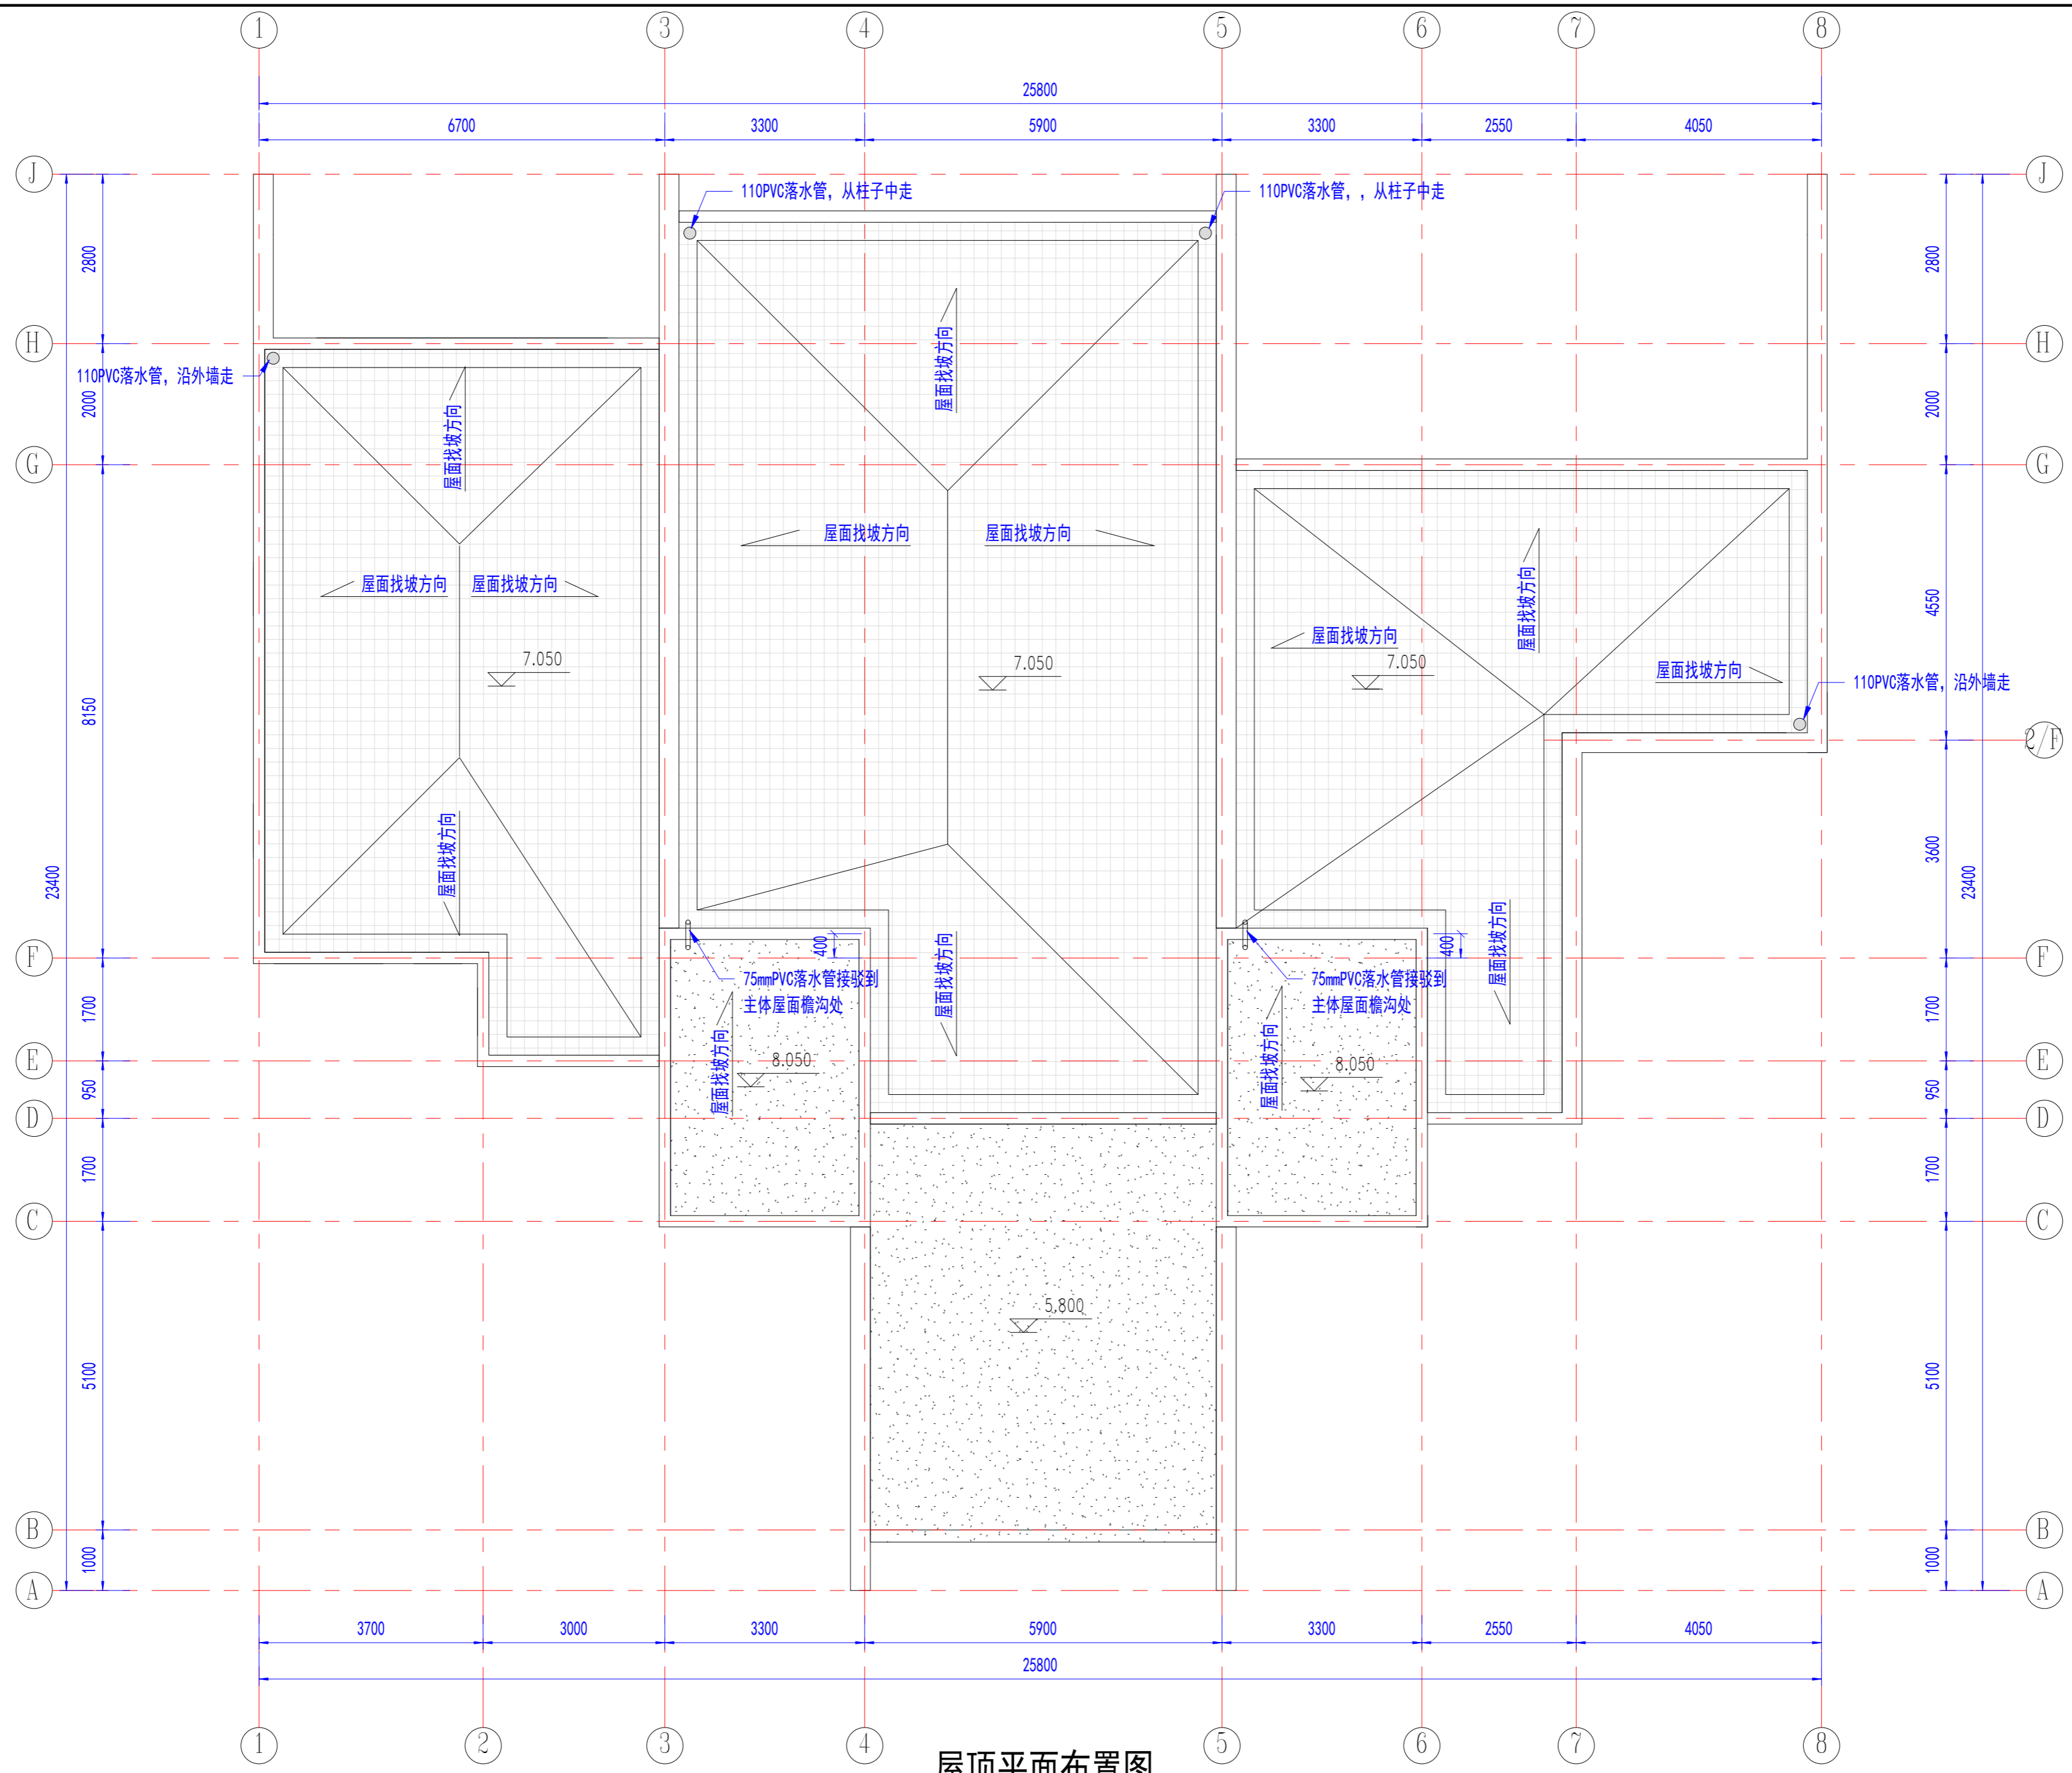 1 3 4 5 6 7 8
25800
6700 3300 5900 3300 2550 4050
J J
110PVC落水管，从柱子中走 110PVC落水管，，从柱子中走
2800 2800
H H
110PVC落水管，沿外墙走
屋面找坡方向
屋面找坡方向
2000 2000
G G
屋面找坡方向 屋面找坡方向
屋面找坡方向 屋面找坡方向
屋面找坡方向
屋面找坡方向
屋面找坡方向
4550
7.050 7.050 7.050
110PVC落水管，沿外墙走
8150
2/F
屋面找坡方向
3600
23400 23400
屋面找坡方向
屋面找坡方向
400 400
F F
75mmPVC落水管接驳到
主体屋面檐沟处
75mmPVC落水管接驳到
主体屋面檐沟处
1700 1700
屋面找坡方向
屋面找坡方向
8.050 8.050
E E
950 950
D D
1700 1700
C C
5.800
5100 5100
B B
1000 1000
A A
3700 3000 3300 5900 3300 2550 4050
25800
1 2 3 4 5 6 7 8
屋顶平面布置图